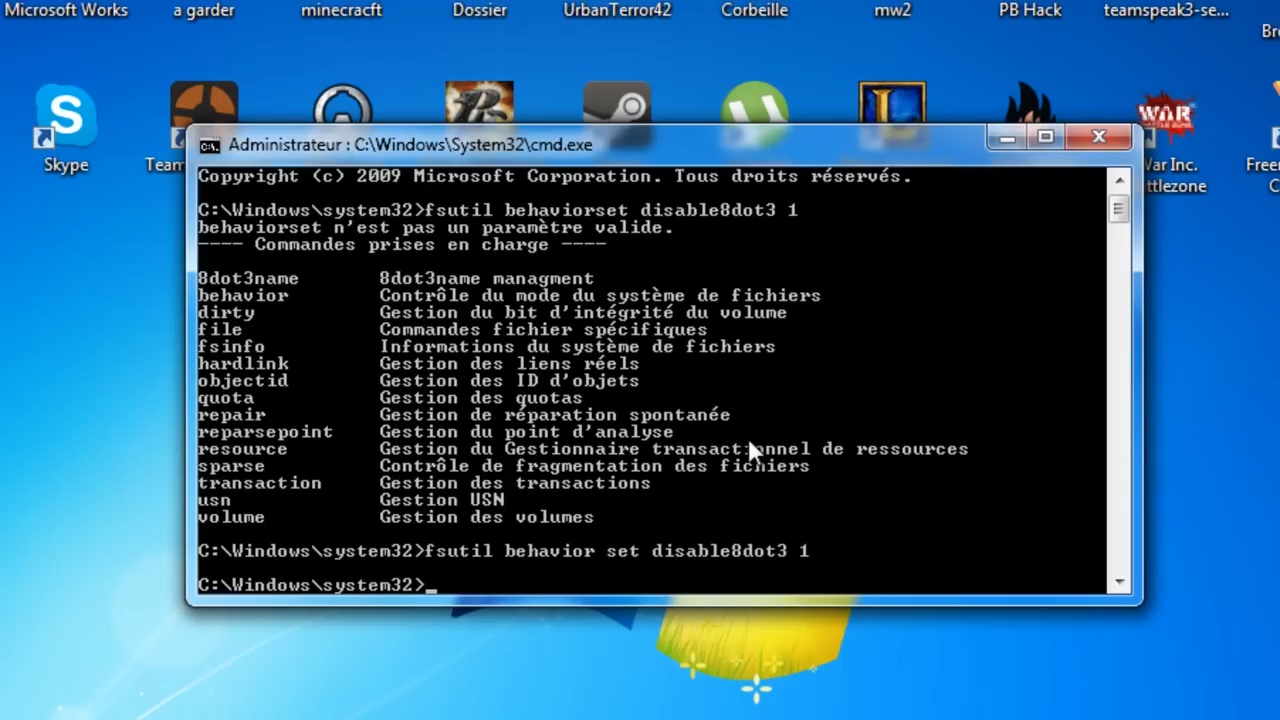 Microsoft Works
a garder
minecracft
Dossier
UrbanTerror42
Corbeille
mw2
PB Hack
teamspeak3-se...
Bro
S
L
WAR
Skype
Team
War Inc.
ttlezone
Freem
C
Administrateur : C:\Windows\System32\cmd.exe
Copyright (c) 2009 Microsoft Corporation. Tous droits réservés.
C:\Windows\system32>fsutil behaviorset disable8dot3 1
behaviorset n'est pas un paramètre valide.
---- Commandes prises en charge ----
8dot3name 8dot3name managment
behavior Contrôle du mode du système de fichiers
dirty Gestion du bit d'intégrité du volume
file Commandes fichier spécifiques
fsinfo Informations du système de fichiers
hardlink Gestion des liens réels
objectid Gestion des ID d'objets
quota Gestion des quotas
repair Gestion de réparation spontanée
reparsepoint Gestion du point d'analyse
resource Gestion du Gestionnaire transactionnel de ressources
sparse Contrôle de fragmentation des fichiers
transaction Gestion des transactions
usn Gestion USN
volume Gestion des volumes
C:\Windows\system32>fsutil behavior set disable8dot3 1
C:\Windows\system32>_